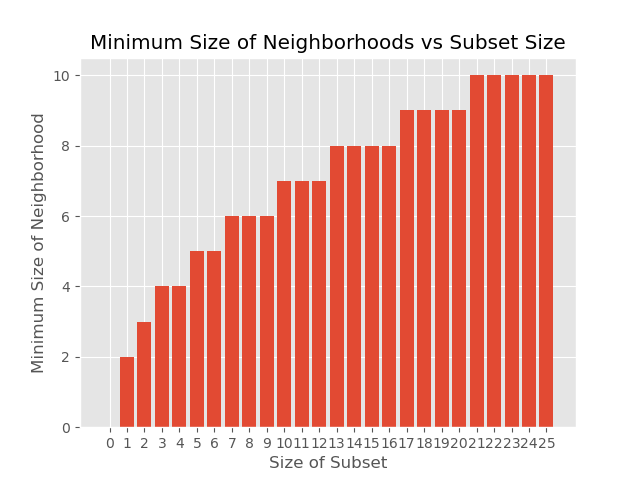 Minimum Size of Neighborhoods vs Subset Size
Minimum Size of Neighborhood
10
8
6
4
2
0
0 1 2 3 4 5 6 7 8 9 10 11 12 13 14 15 16 17 18 19 20 21 22 23 24 25
Size of Subset